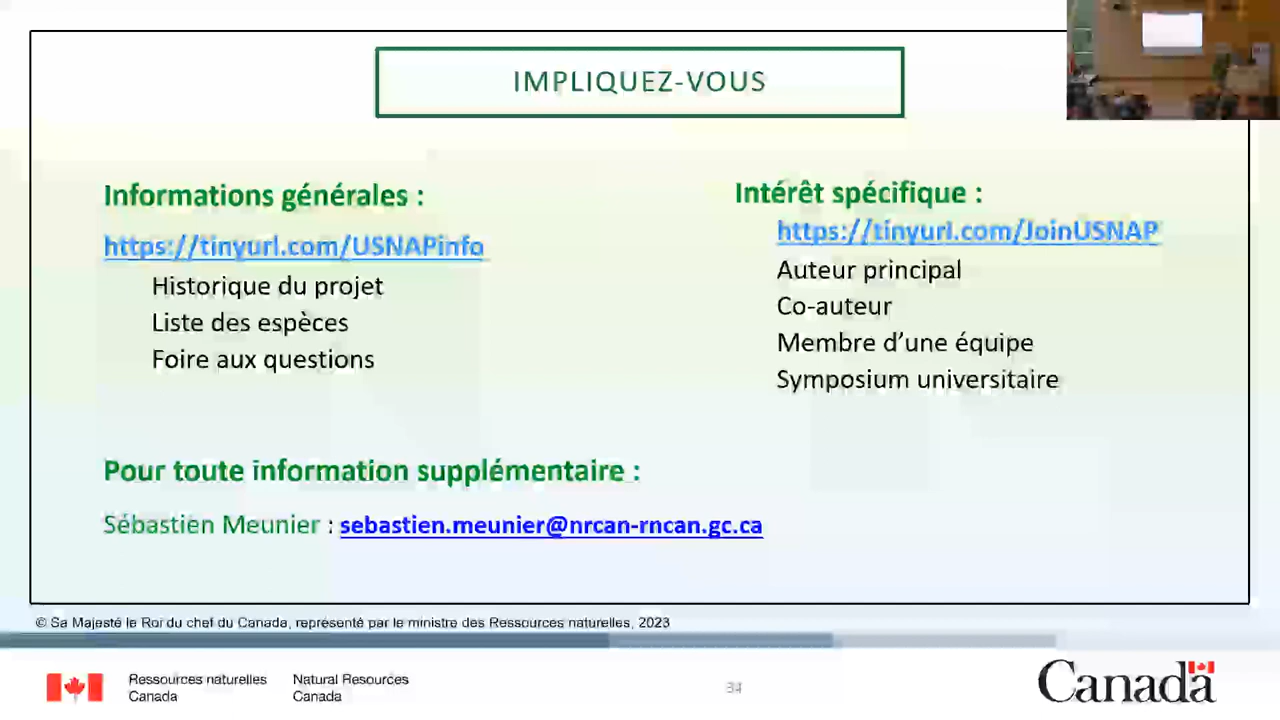 IMPLIQUEZ-VOUS
Informations générales :
https://tinyurl.com/USNAPinfo
Historique du projet
Liste des espèces
Foire aux questions
Intérêt spécifique :
https://tinyurl.com/JoinUSNAP
Auteur principal
Co-auteur
Membre d’une équipe
Symposium universitaire
Pour toute information supplémentaire :
Sébastien Meunier : sebastien.meunier@nrcan-rncan.gc.ca
© Sa Majesté le Roi du chef du Canada, représenté par le ministre des Ressources naturelles, 2023
Ressources naturelles
Canada
Natural Resources
Canada
34
Canada